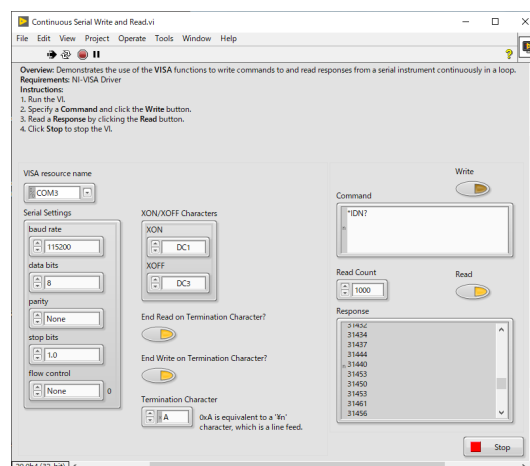 Continuous Serial Write and Read.vi
File Edit View Project Operate Tools Window Help
Overview: Demonstrates the use of the VISA functions to write commands to and read responses from a serial instrument continuously in a loop.
Requirements: NI-VISA Driver
Instructions:
1. Run the VI.
2. Specify a Command and click the Write button.
3. Read a Response by clicking the Read button.
4. Click Stop to stop the VI.
VISA resource name
COM3
Serial Settings
baud rate
115200
data bits
8
parity
None
stop bits
1.0
flow control
None
0
XON/XOFF Characters
XON
DC1
XOFF
DC3
End Read on Termination Character?
End Write on Termination Character?
Termination Character
xA
0xA is equivalent to a '¥n'
character, which is a line feed.
Write
Command
*IDN?
Read Count
1000
Read
Response
31452
31434
31437
31444
31440
31453
31450
31453
31461
31456
Stop